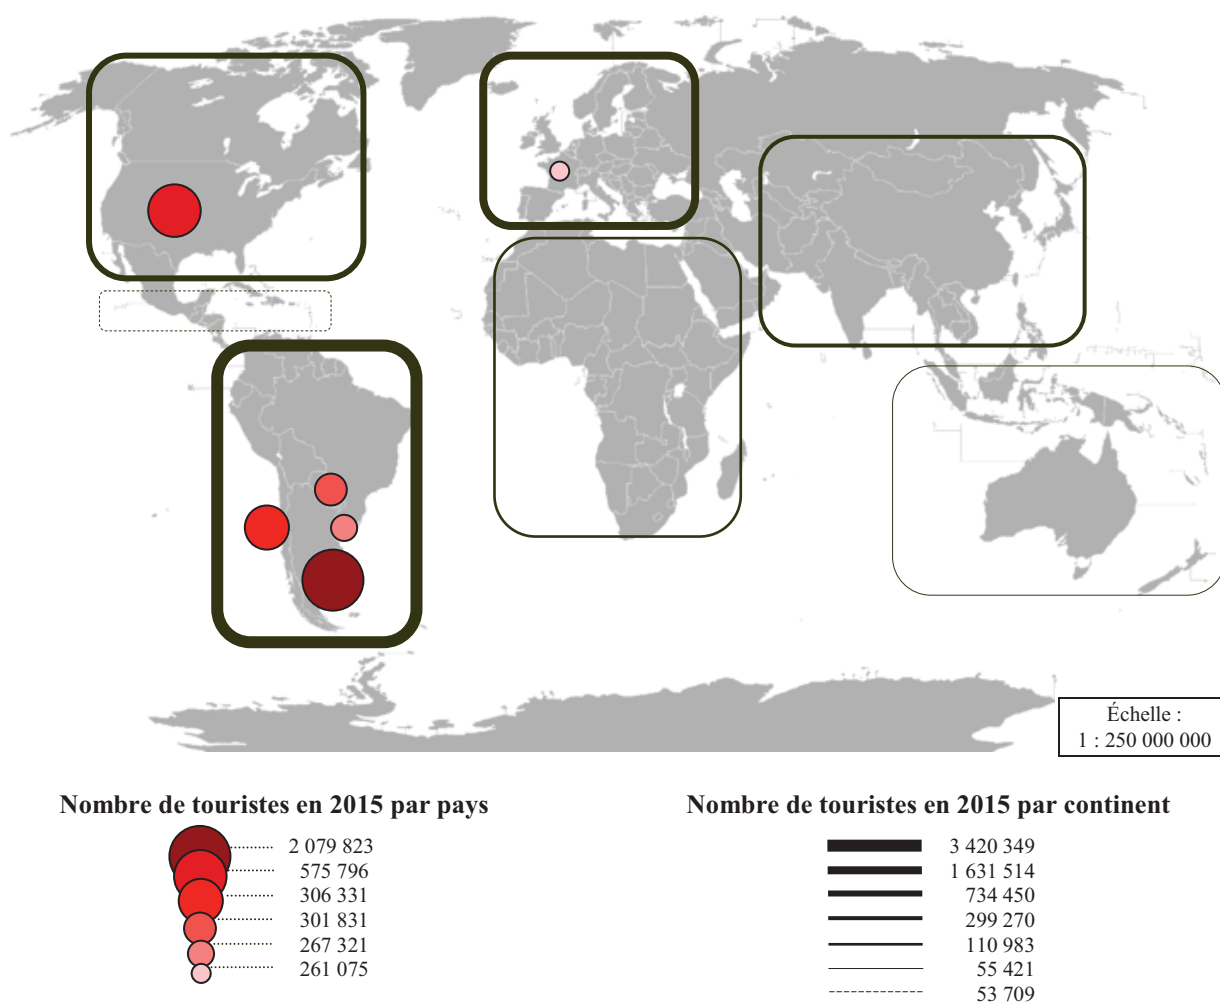 Échelle :
1 : 250 000 000
Nombre de touristes en 2015 par pays
2 079 823
575 796
306 331
301 831
267 321
261 075
Nombre de touristes en 2015 par continent
3 420 349
1 631 514
734 450
299 270
110 983
55 421
53 709